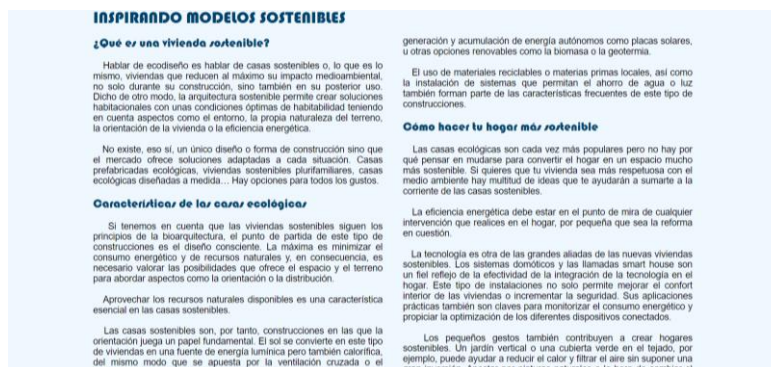 INSPIRANDO MODELOS SOSTENIBLES
¿Qué es una vivienda sostenible?
Hablar de ecodiseño es hablar de casas sostenibles o, lo que es lo
mismo, viviendas que reducen al máximo su impacto medioambiental,
no solo durante su construcción, sino también en su posterior uso.
Dicho de otro modo, la arquitectura sostenible permite crear soluciones
habitacionales con unas condiciones óptimas de habitabilidad teniendo
en cuenta aspectos como el entorno, la propia naturaleza del terreno,
la orientación de la vivienda o la eficiencia energética.
No existe, eso sí, un único diseño o forma de construcción sino que
el mercado ofrece soluciones adaptadas a cada situación. Casas
prefabricadas ecológicas, viviendas sostenibles plurifamiliares, casas
ecológicas diseñadas a medida... Hay opciones para todos los gustos.
Características de las casas ecológicas
Si tenemos en cuenta que las viviendas sostenibles siguen los
principios de la bioarquitectura, el punto de partida de este tipo de
construcciones es el diseño consciente. La máxima es minimizar el
consumo energético y de recursos naturales y, en consecuencia, es
necesario valorar las posibilidades que ofrece el espacio y el terreno
para abordar aspectos como la orientación o la distribución.
Aprovechar los recursos naturales disponibles es una característica
esencial en las casas sostenibles.
Las casas sostenibles son, por tanto, construcciones en las que la
orientación juega un papel fundamental. El sol se convierte en este tipo
de viviendas en una fuente de energía lumínica pero también calorífica,
del mismo modo que se apuesta por la ventilación cruzada o el
generación y acumulación de energía autónomos como placas solares,
u otras opciones renovables como la biomasa o la geotermia.
El uso de materiales reciclables o materias primas locales, así como
la instalación de sistemas que permitan el ahorro de agua o luz
también forman parte de las características frecuentes de este tipo de
construcciones.
Cómo hacer tu hogar más sostenible
Las casas ecológicas son cada vez más populares pero no hay por
qué pensar en mudarse para convertir el hogar en un espacio mucho
más sostenible. Si quieres que tu vivienda sea más respetuosa con el
medio ambiente hay multitud de ideas que te ayudarán a sumarte a la
corriente de las casas sostenibles.
La eficiencia energética debe estar en el punto de mira de cualquier
intervención que realices en el hogar, por pequeña que sea la reforma
en cuestión.
La tecnología es otra de las grandes aliadas de las nuevas viviendas
sostenibles. Los sistemas domóticos y las llamadas smart house son
un fiel reflejo de la efectividad de la integración de la tecnología en el
hogar. Este tipo de instalaciones no solo permite mejorar el confort
interior de las viviendas o incrementar la seguridad. Sus aplicaciones
prácticas también son claves para monitorizar el consumo energético y
propiciar la optimización de los diferentes dispositivos conectados.
Los pequeños gestos también contribuyen a crear hogares
sostenibles. Un jardín vertical o una cubierta verde en el tejado, por
ejemplo, puede ayudar a reducir el calor y filtrar el aire sin suponer una